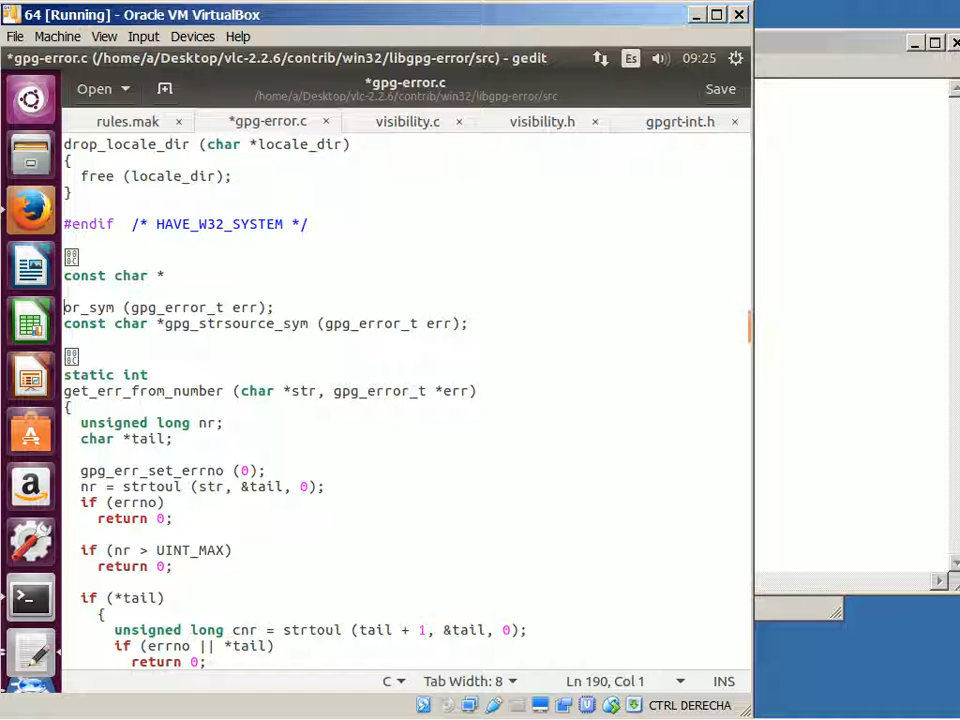 64 [Running] - Oracle VM VirtualBox
File Machine View Input Devices Help
*gpg-error.c (/home/a/Desktop/vlc-2.2.6/contrib/win32/libgpg-error/src) - gedit
Es
09:25
Open
*gpg-error.c
/home/a/Desktop/vlc-2.2.6/contrib/win32/libgpg-error/src
Save
rules.mak × *gpg-error.c × visibility.c × visibility.h × gpgrt-int.h ×
drop_locale_dir (char *locale_dir)
{
free (locale_dir);
}
#endif /* HAVE_W32_SYSTEM */
000C
const char *
or_sym (gpg_error_t err);
const char *gpg_strsource_sym (gpg_error_t err);
000C
static int
get_err_from_number (char *str, gpg_error_t *err)
{
unsigned long nr;
char *tail;
gpg_err_set_errno (0);
nr = strtoul (str, &tail, 0);
if (errno)
return 0;
if (nr > UINT_MAX)
return 0;
if (*tail)
{
unsigned long cnr = strtoul (tail + 1, &tail, 0);
if (errno || *tail)
return 0;
C Tab Width: 8 Ln 190, Col 1 INS
CTRL DERECHA